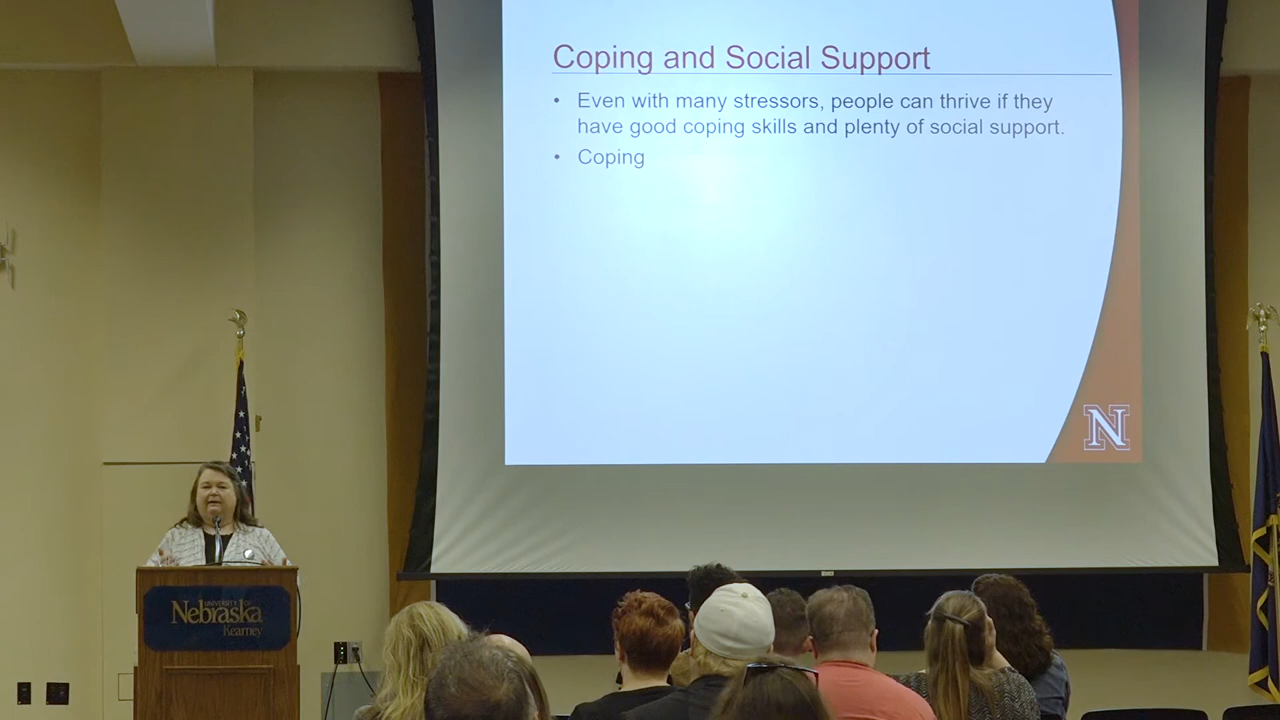 Coping and Social Support
• Even with many stressors, people can thrive if they
have good coping skills and plenty of social support.
• Coping
N
UNIVERSITY OF
Nebraska
Kearney